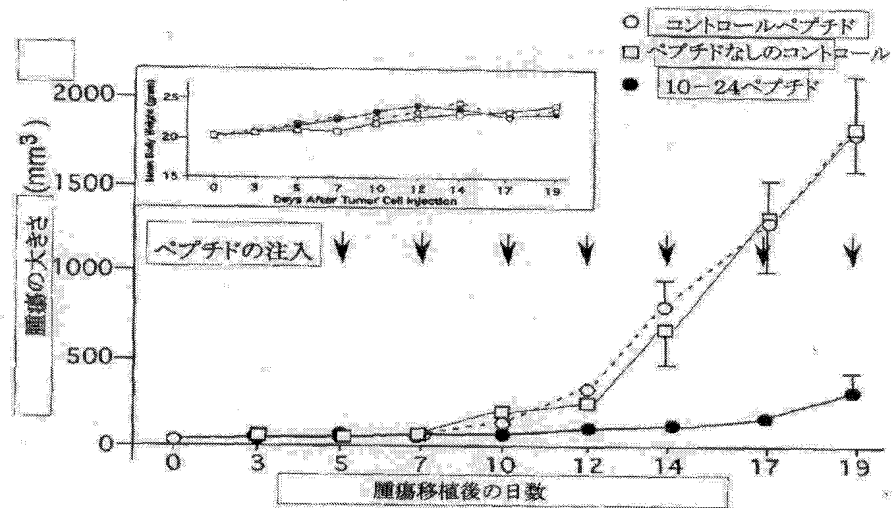 コントロールペプチド
ペプチドなしのコントロール
10-24ペプチド
2000
1500
1000
500
0
腫瘍の大きさ (mm³)
25
20
15
Mean Body Weight (gram)
0 3 5 7 10 12 14 17 19
Days After Tumor Cell Injection
ペプチドの注入
0 3 5 7 10 12 14 17 19
腫瘍移植後の日数